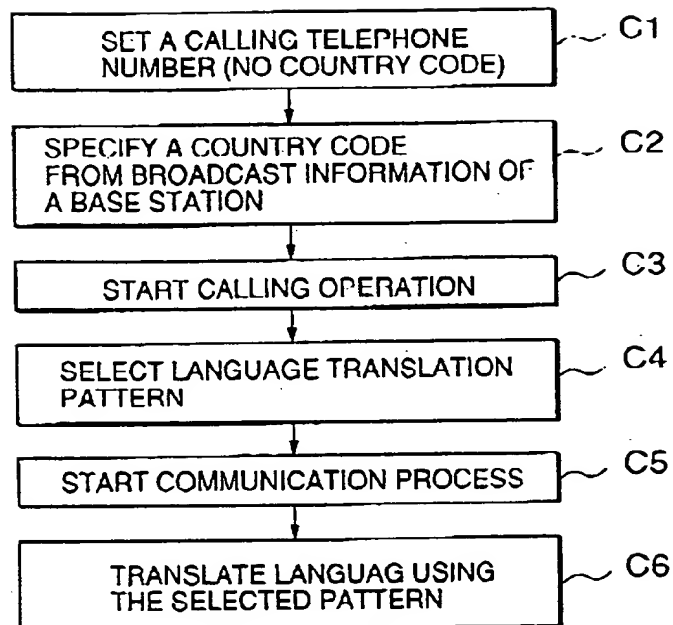 SET A CALLING TELEPHONE
NUMBER (NO COUNTRY CODE)
C1
SPECIFY A COUNTRY CODE
FROM BROADCAST INFORMATION OF
A BASE STATION
C2
START CALLING OPERATION
C3
SELECT LANGUAGE TRANSLATION
PATTERN
C4
START COMMUNICATION PROCESS
C5
TRANSLATE LANGUAG USING
THE SELECTED PATTERN
C6